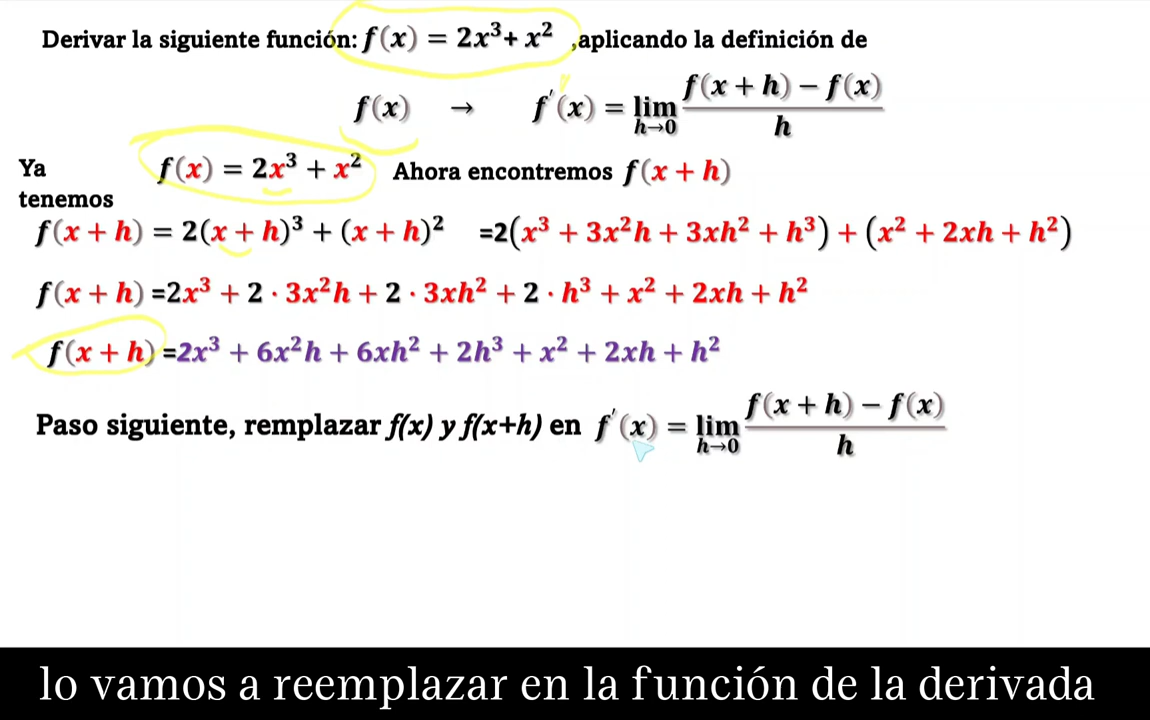 Derivar la siguiente función: f(x) = 2x³+ x² ,aplicando la definición de
f(x) → f′(x) = lim h→0 f(x + h) − f(x) / h
Ya tenemos f(x) = 2x³ + x² Ahora encontremos f(x + h)
f(x + h) = 2(x + h)³ + (x + h)² =2(x³ + 3x²h + 3xh² + h³) + (x² + 2xh + h²)
f(x + h) =2x³ + 2 · 3x²h + 2 · 3xh² + 2 · h³ + x² + 2xh + h²
f(x + h) =2x³ + 6x²h + 6xh² + 2h³ + x² + 2xh + h²
Paso siguiente, remplazar f(x) y f(x+h) en f′(x) = lim h→0 f(x + h) − f(x) / h
lo vamos a reemplazar en la función de la derivada